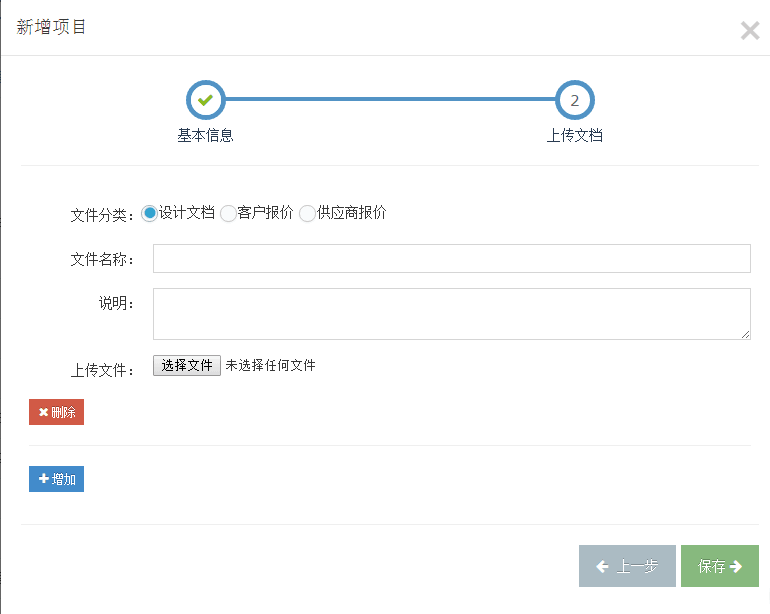 新增项目
2
基本信息 上传文档
文件分类： 设计文档 客户报价 供应商报价
文件名称：
说明：
上传文件： 选择文件 未选择任何文件
删除
增加
上一步 保存